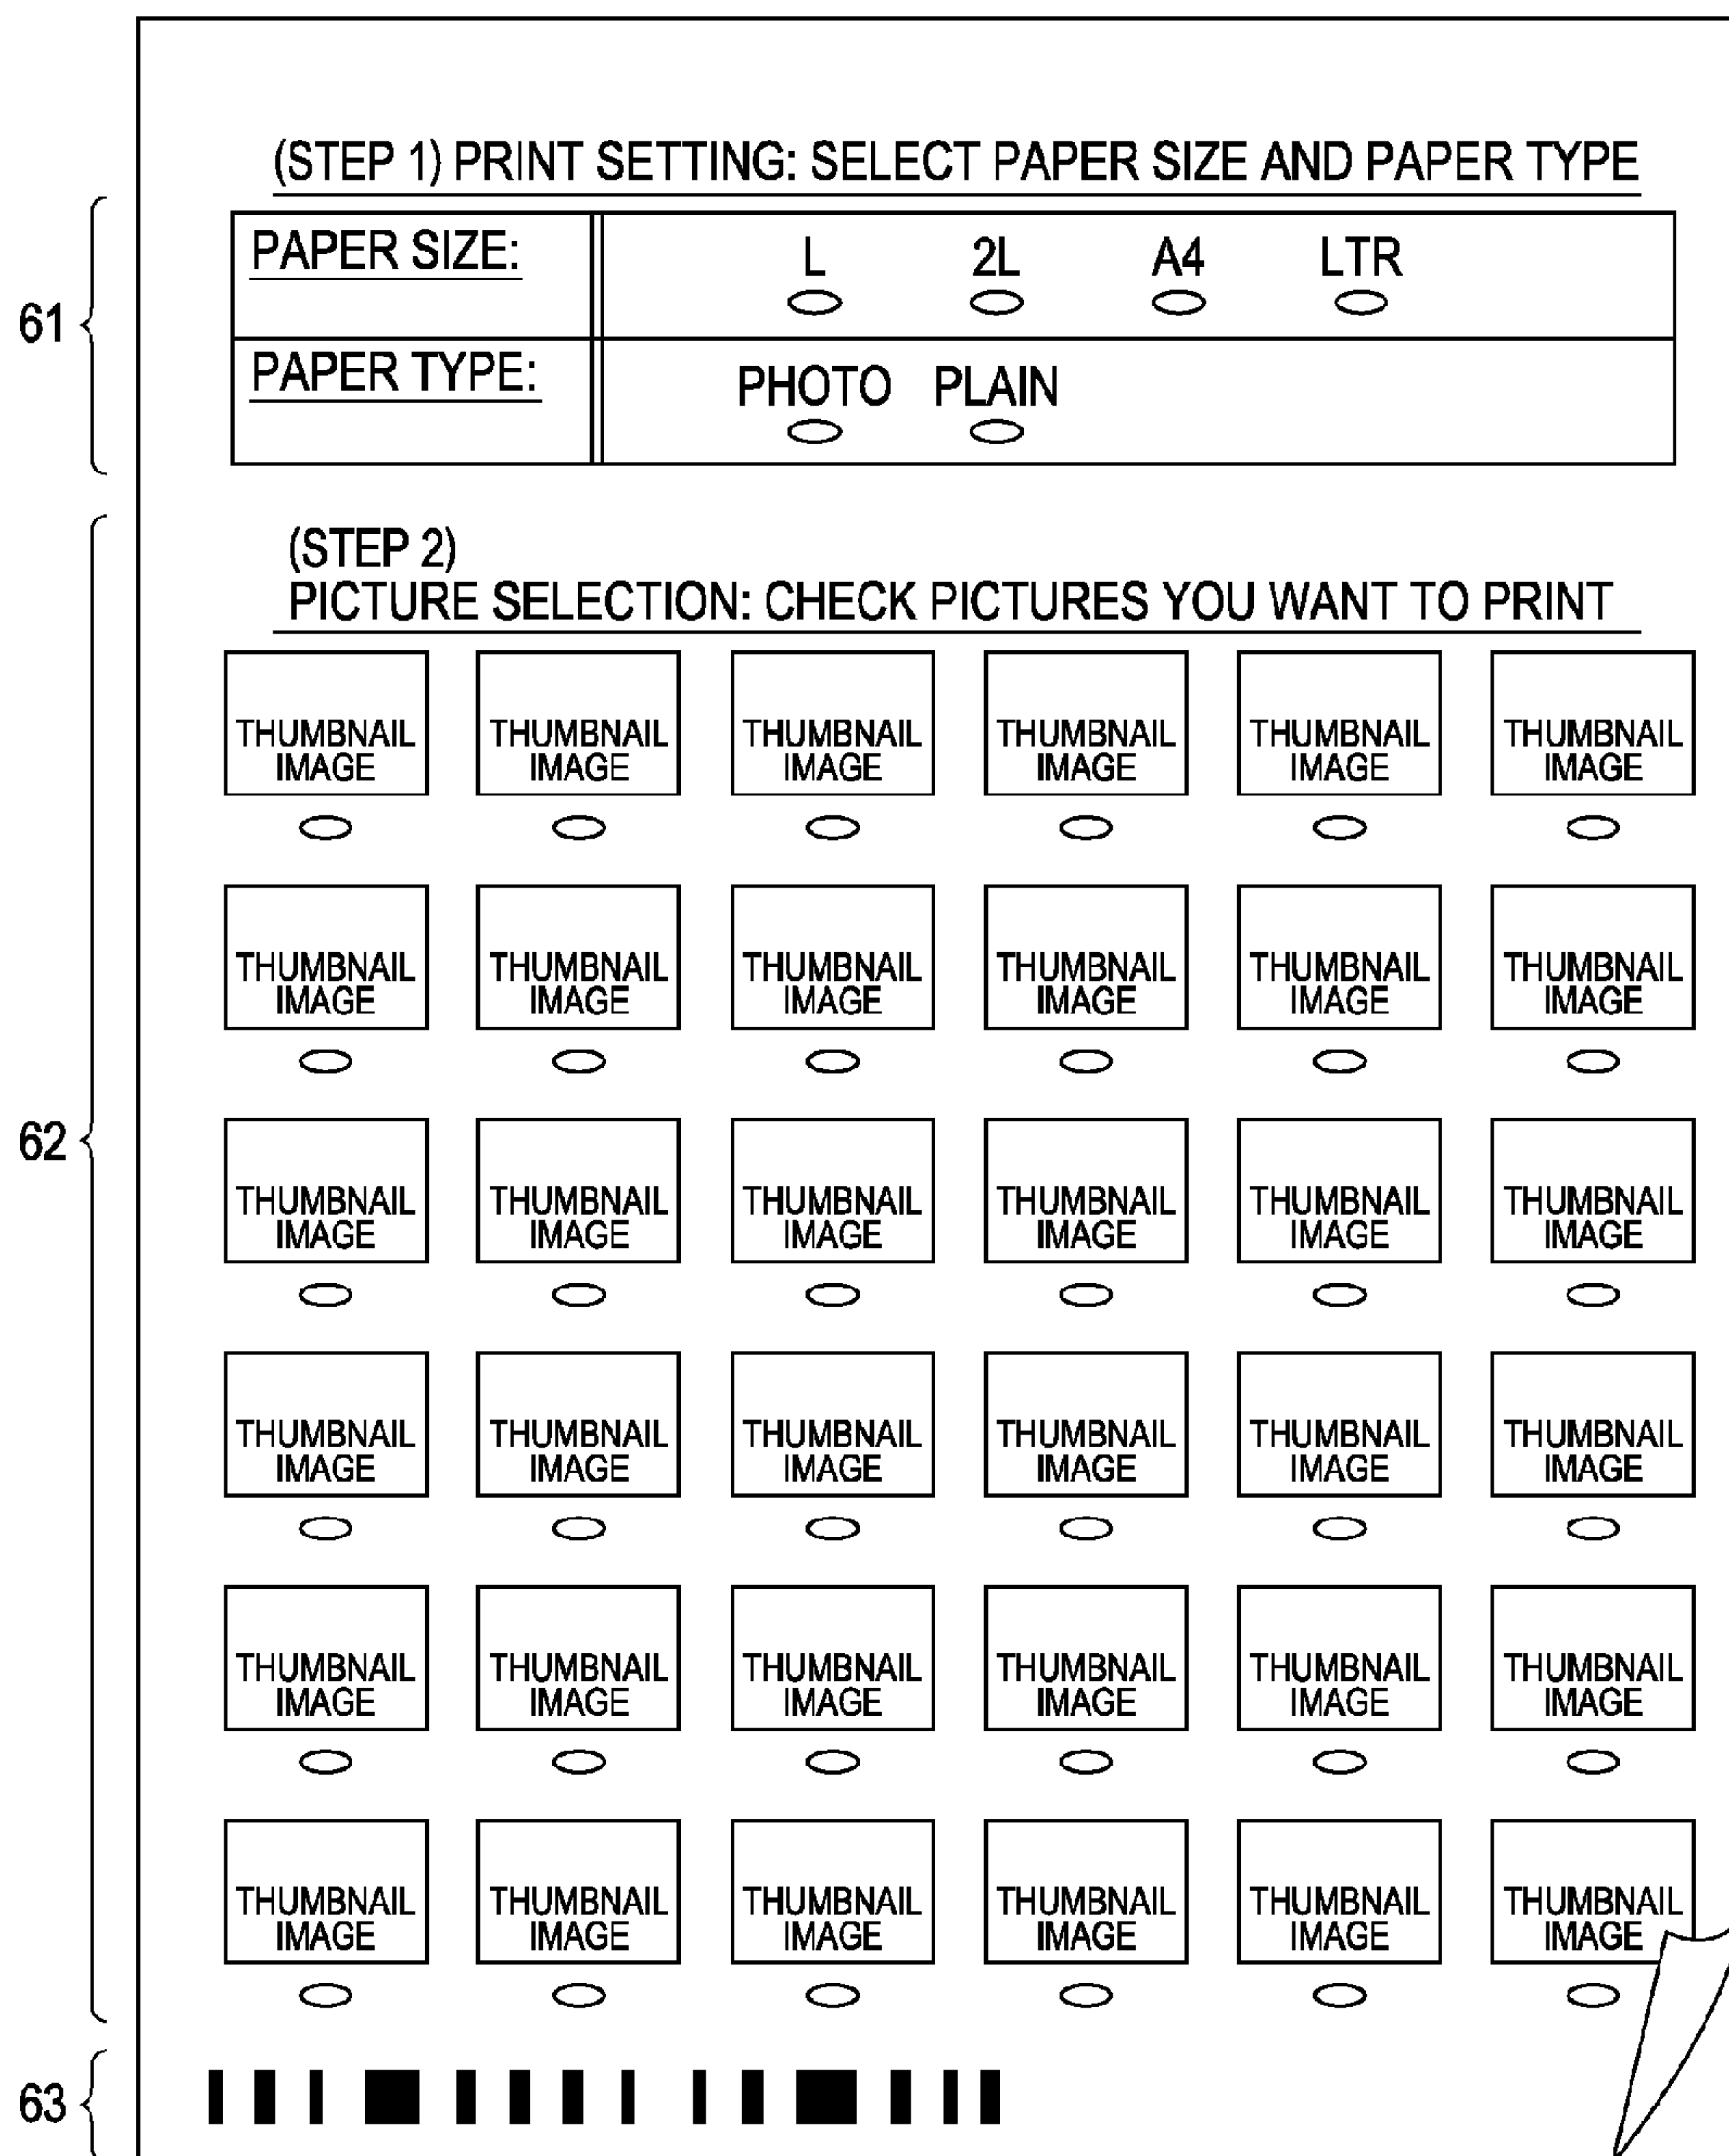 (STEP 1) PRINT SETTING: SELECT PAPER SIZE AND PAPER TYPE
61
PAPER SIZE: L 2L A4 LTR
PAPER TYPE: PHOTO PLAIN
(STEP 2)
PICTURE SELECTION: CHECK PICTURES YOU WANT TO PRINT
THUMBNAIL THUMBNAIL THUMBNAIL THUMBNAIL THUMBNAIL THUMBNAIL
IMAGE IMAGE IMAGE IMAGE IMAGE IMAGE
THUMBNAIL THUMBNAIL THUMBNAIL THUMBNAIL THUMBNAIL THUMBNAIL
IMAGE IMAGE IMAGE IMAGE IMAGE IMAGE
62
THUMBNAIL THUMBNAIL THUMBNAIL THUMBNAIL THUMBNAIL THUMBNAIL
IMAGE IMAGE IMAGE IMAGE IMAGE IMAGE
THUMBNAIL THUMBNAIL THUMBNAIL THUMBNAIL THUMBNAIL THUMBNAIL
IMAGE IMAGE IMAGE IMAGE IMAGE IMAGE
THUMBNAIL THUMBNAIL THUMBNAIL THUMBNAIL THUMBNAIL THUMBNAIL
IMAGE IMAGE IMAGE IMAGE IMAGE IMAGE
THUMBNAIL THUMBNAIL THUMBNAIL THUMBNAIL THUMBNAIL THUMBNAIL
IMAGE IMAGE IMAGE IMAGE IMAGE IMAGE
63